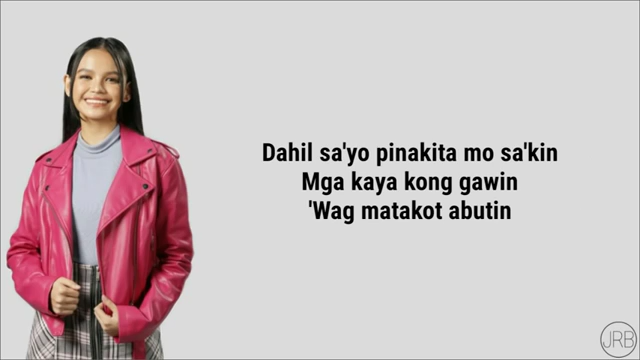 Dahil sa'yo pinakita mo sa'kin
Mga kaya kong gawin
'Wag matakot abutin
JRB